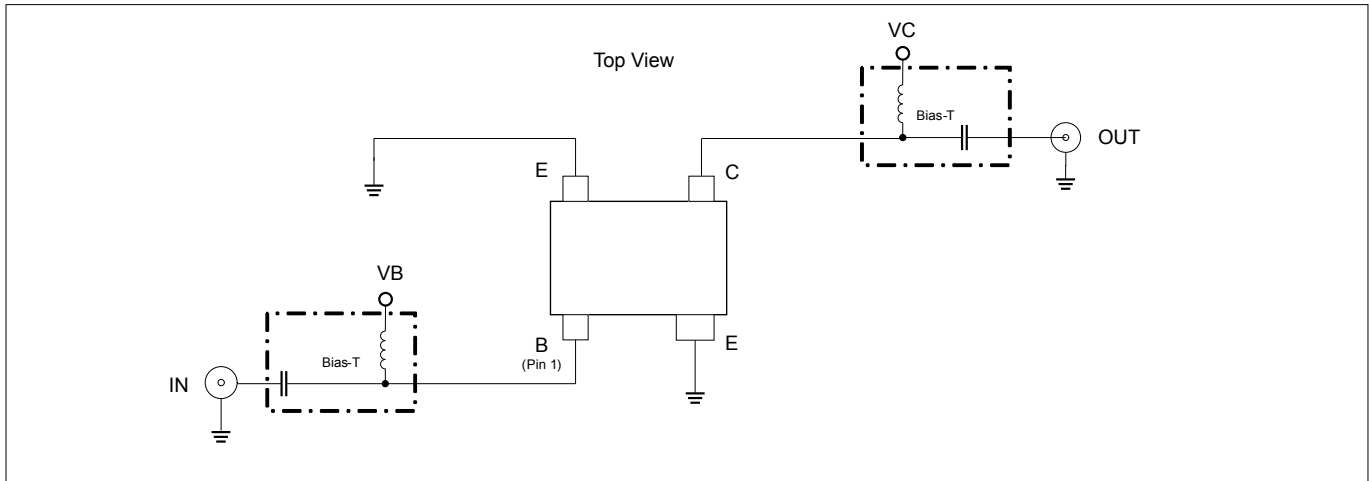 VC
Top View
Bias-T
OUT
E
C
VB
B
(Pin 1)
E
Bias-T
IN